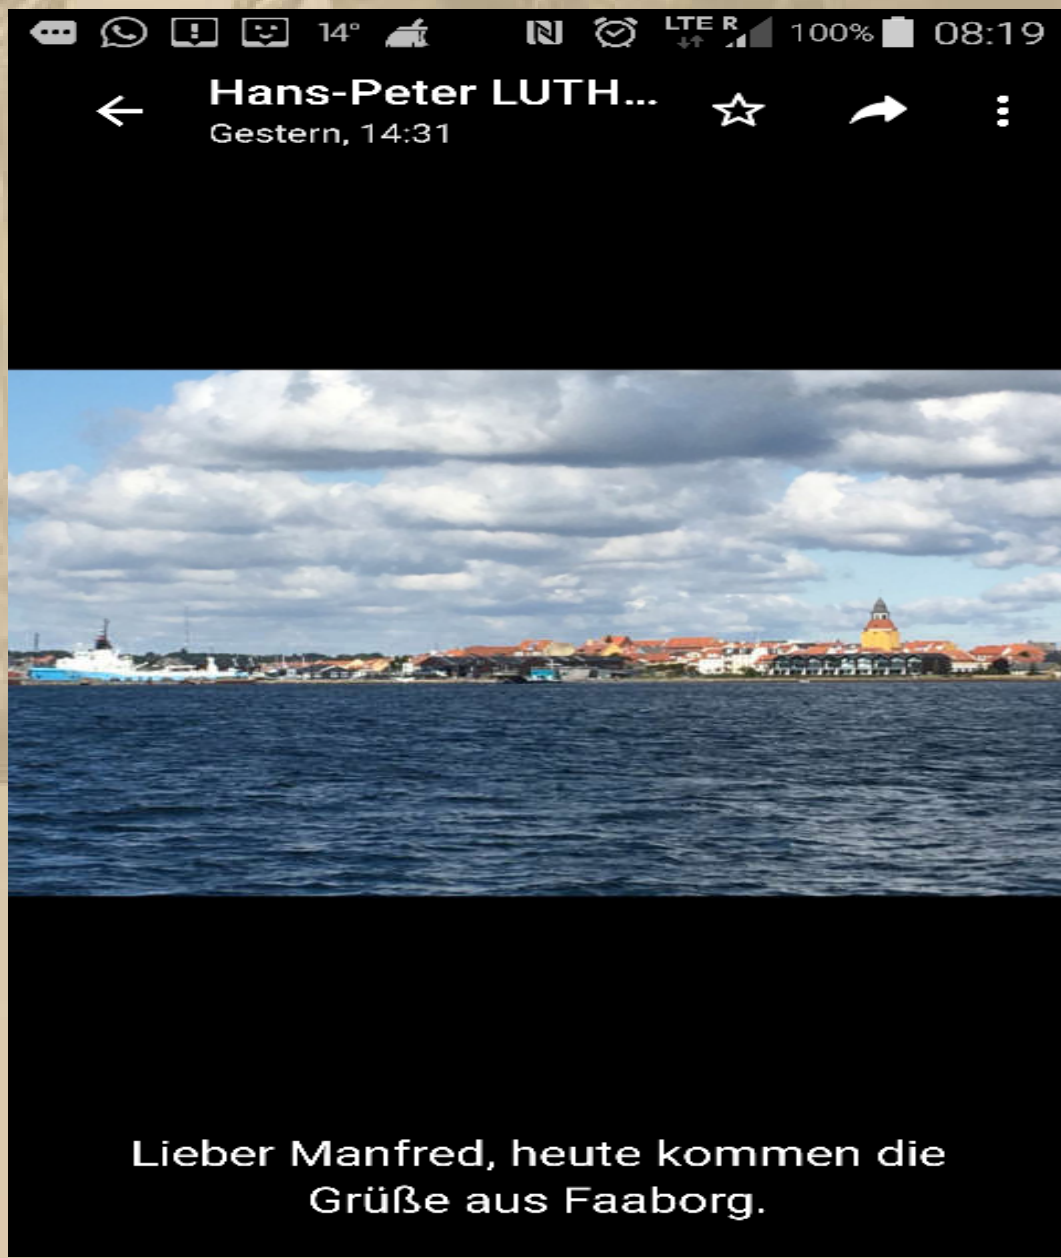 14° LTE R 100% 08:19
Hans-Peter LUTH...
Gestern, 14:31
Lieber Manfred, heute kommen die
Grüße aus Faaborg.